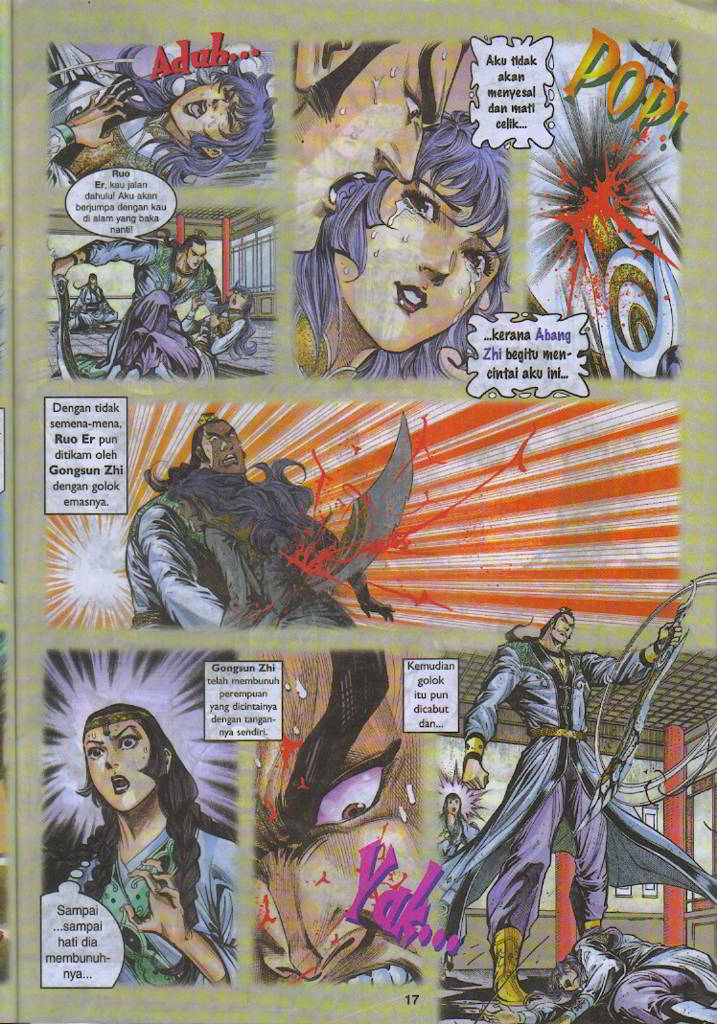 Aduh...
Ruo
Er, kau jalan
dahulu! Aku akan
berjumpa dengan kau
di alam yang baka
nanti!
Aku tidak
akan
menyesal
dan mati
celik...
POP!
...kerana Abang
Zhi begitu men-
cintai aku ini...
Dengan tidak
semena-mena,
Ruo Er pun
ditikam oleh
Gongsun Zhi
dengan golok
emasnya.
Sampai
...sampai
hati dia
membunuh-
nya...
Gongsun Zhi
telah membunuh
perempuan
yang dicintainya
dengan tangan-
nya sendiri.
Yak...
Kemudian
golok
itu pun
dicabut
dan...
17